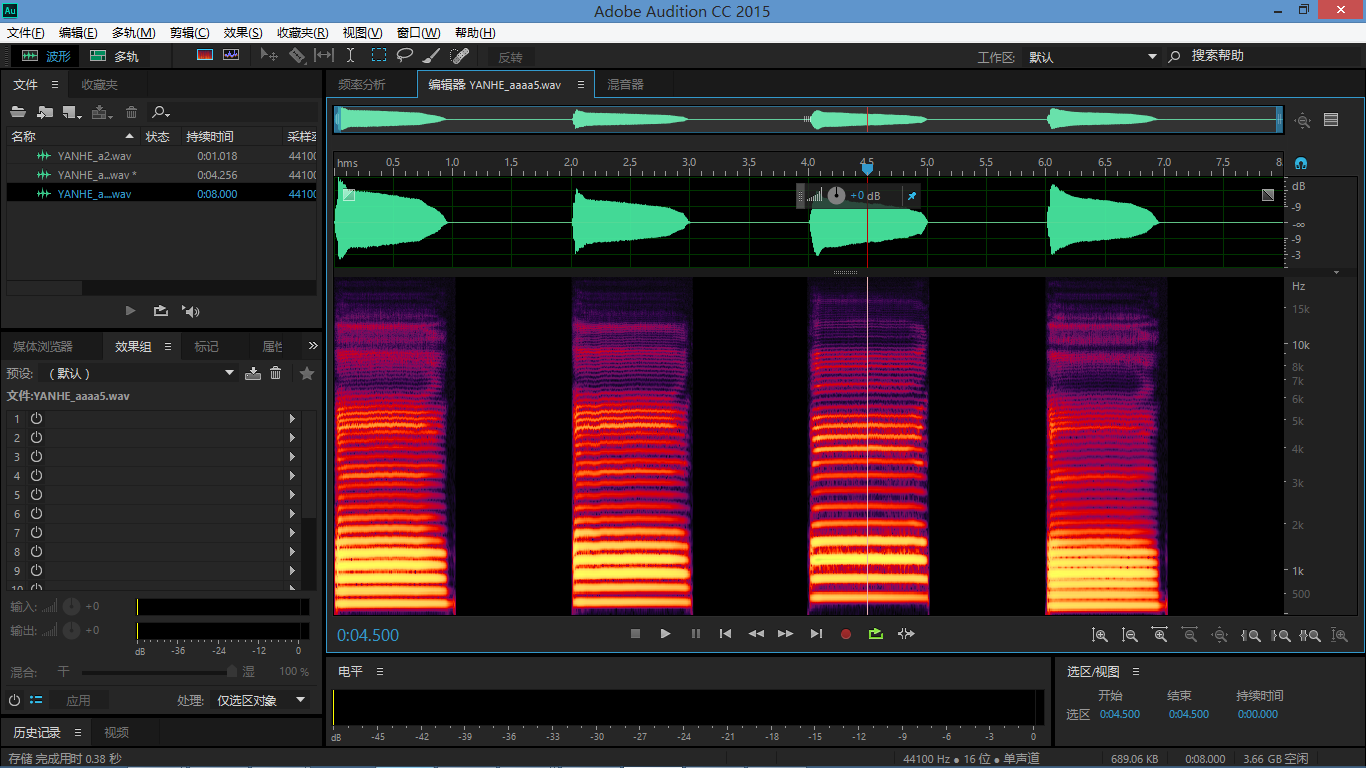 Au Adobe Audition CC 2015
文件(F) 编辑(E) 多轨(M) 剪辑(C) 效果(S) 收藏夹(R) 视图(V) 窗口(W) 帮助(H)
波形 多轨 反转 工作区: 默认 搜索帮助
文件 收藏夹
名称 状态 持续时间 采样率
YANHE_a2.wav 0:01.018 44100
YANHE_a...wav * 0:04.256 44100
YANHE_a....wav 0:08.000 44100
媒体浏览器 效果组 标记 属性
预设: （默认）
文件:YANHE_aaaa5.wav
1
2
3
4
5
6
7
8
9
10
输入: +0
输出: +0
dB -36 -24 -12 0
混合: 干 湿 100 %
应用 处理: 仅选区对象
历史记录 视频
频率分析 编辑器: YANHE_aaaa5.wav 混音器
hms 0.5 1.0 1.5 2.0 2.5 3.0 3.5 4.0 4.5 5.0 5.5 6.0 6.5 7.0 7.5 8.
+0 dB
dB
-9
-∞
-9
-3
Hz
15k
10k
8k
7k
6k
5k
4k
3k
2k
1k
500
0:04.500
电平
dB -45 -42 -39 -36 -33 -30 -27 -24 -21 -18 -15 -12 -9 -6 -3 0
选区/视图
开始 结束 持续时间
选区 0:04.500 0:04.500 0:00.000
存储 完成用时 0.38 秒 44100 Hz ● 16 位 ● 单声道 689.06 KB 0:08.000 3.66 GB 空闲